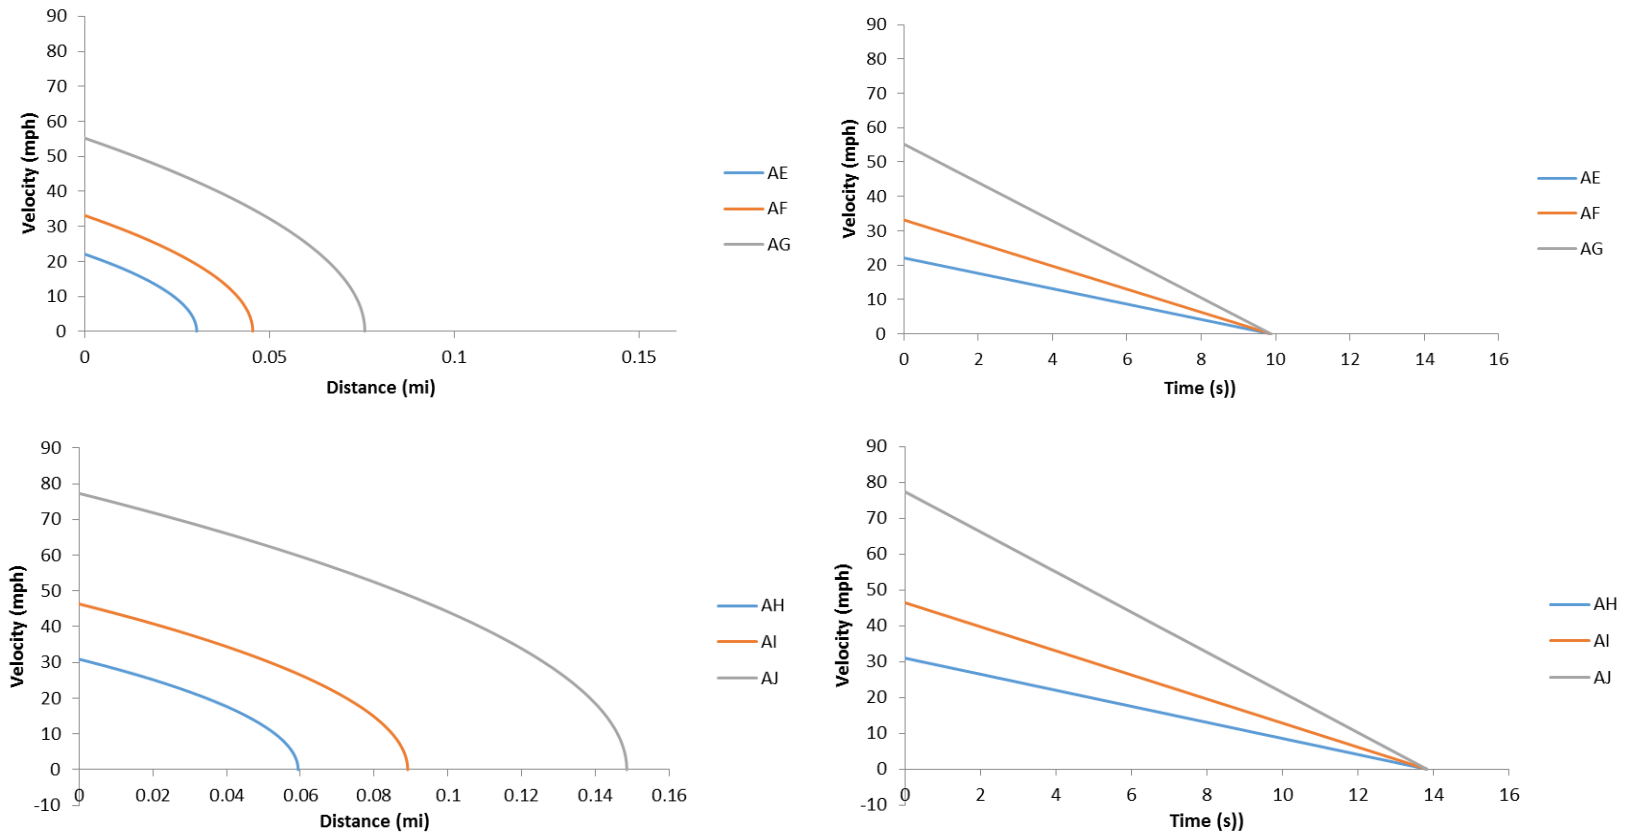 90
80
70
60
50
40
30
20
10
0
Velocity (mph)
0 0.05 0.1 0.15
Distance (mi)
AE
AF
AG
90
80
70
60
50
40
30
20
10
0
Velocity (mph)
0 2 4 6 8 10 12 14 16
Time (s))
AE
AF
AG
90
80
70
60
50
40
30
20
10
0
-10
Velocity (mph)
0 0.02 0.04 0.06 0.08 0.1 0.12 0.14 0.16
Distance (mi)
AH
AI
AJ
90
80
70
60
50
40
30
20
10
0
-10
Velocity (mph)
0 2 4 6 8 10 12 14 16
Time (s))
AH
AI
AJ